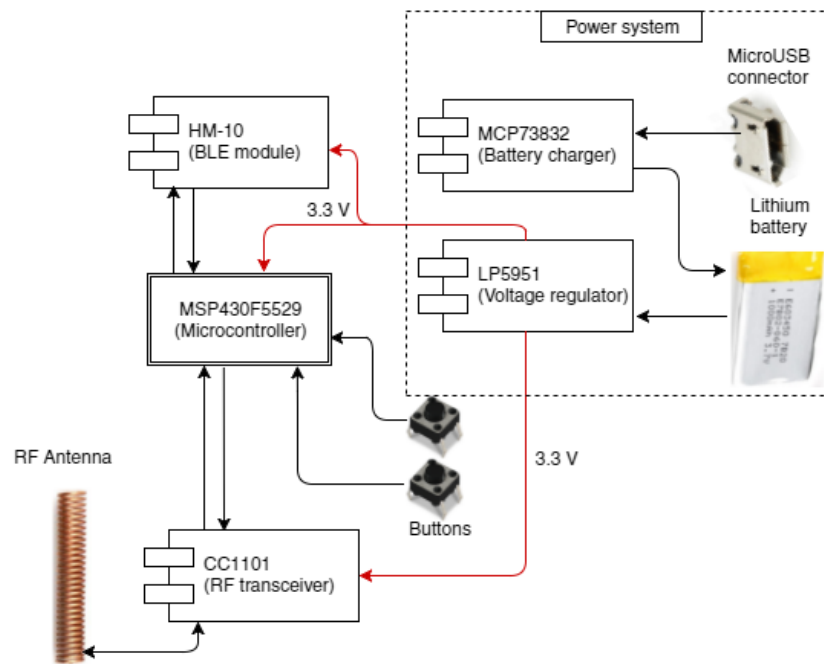 Power system
MicroUSB
connector
HM-10
(BLE module)
MCP73832
(Battery charger)
3.3 V
Lithium
battery
MSP430F5529
(Microcontroller)
LP5951
(Voltage regulator)
RF Antenna
3.3 V
Buttons
CC1101
(RF transceiver)